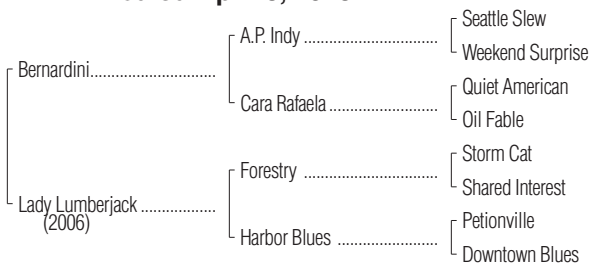 Seattle Slew
A.P. Indy
Weekend Surprise
Bernardini
Quiet American
Cara Rafaela
Oil Fable
Storm Cat
Forestry
Shared Interest
Lady Lumberjack
(2006)
Petionville
Harbor Blues
Downtown Blues